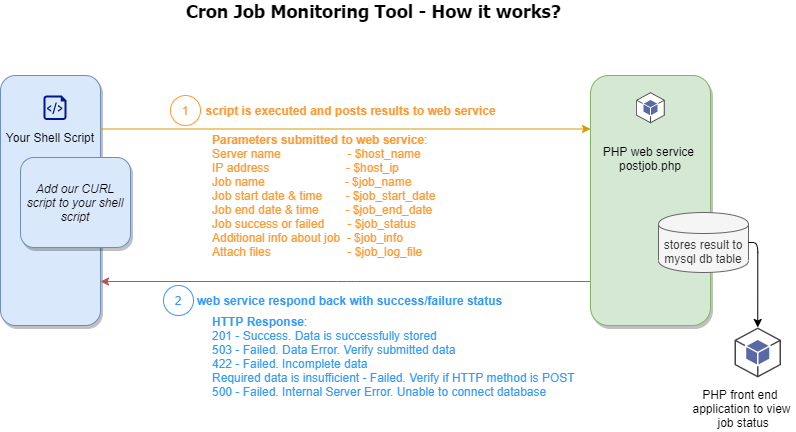 Cron Job Monitoring Tool - How it works?
Your Shell Script
Add our CURL
script to your shell
script
1 script is executed and posts results to web service
Parameters submitted to web service:
Server name - $host_name
IP address - $host_ip
Job name - $job_name
Job start date & time - $job_start_date
Job end date & time - $job_end_date
Job success or failed - $job_status
Additional info about job - $job_info
Attach files - $job_log_file
PHP web service
postjob.php
stores result to
mysql db table
2 web service respond back with success/failure status
HTTP Response:
201 - Success. Data is successfully stored
503 - Failed. Data Error. Verify submitted data
422 - Failed. Incomplete data
Required data is insufficient - Failed. Verify if HTTP method is POST
500 - Failed. Internal Server Error. Unable to connect database
PHP front end
application to view
job status